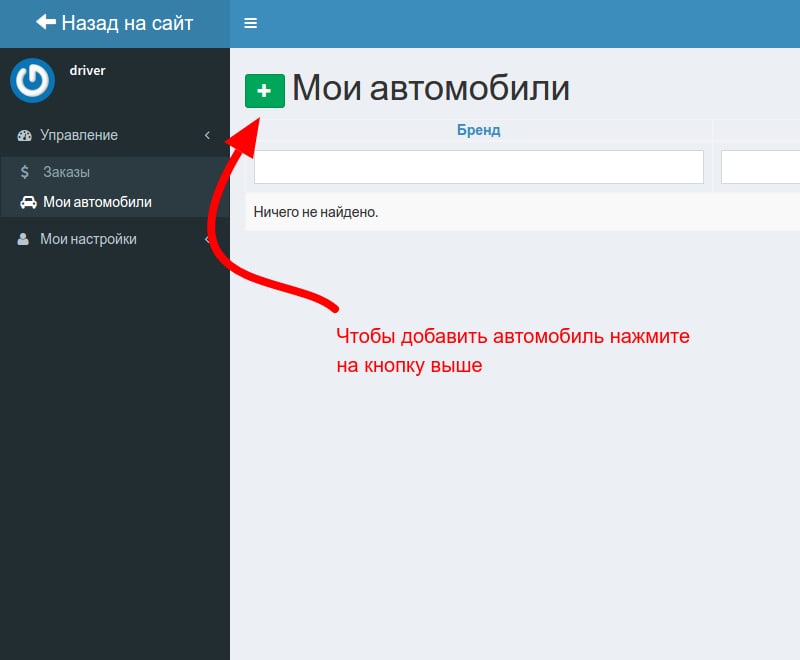 Назад на сайт
driver
Управление
Заказы
Мои автомобили
Мои настройки
Мои автомобили
Бренд
Ничего не найдено.
Чтобы добавить автомобиль нажмите
на кнопку выше